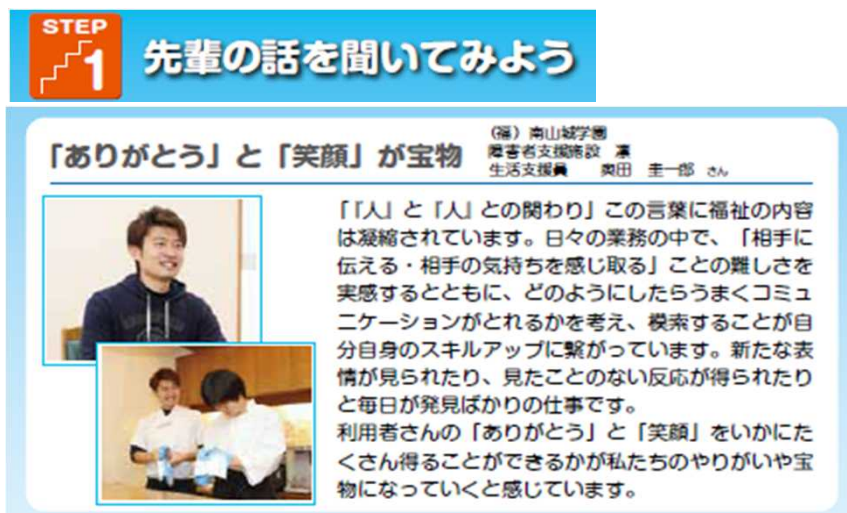 STEP
1
先輩の話を聞いてみよう
「ありがとう」と「笑顔」が宝物
(福)南山城学園
障害者支援施設 凛
生活支援員 奥田 圭一郎 さん
「『人』と『人』との関わり」この言葉に福祉の内容
は凝縮されています。日々の業務の中で、「相手に
伝える・相手の気持ちを感じ取る」ことの難しさを
実感するとともに、どのようにしたらうまくコミュ
ニケーションがとれるかを考え、模索することが自
分自身のスキルアップに繋がっています。新たな表
情が見られたり、見たことのない反応が得られたり
と毎日が発見ばかりの仕事です。
利用者さんの「ありがとう」と「笑顔」をいかにた
くさん得ることができるかが私たちのやりがいや宝
物になっていくと感じています。